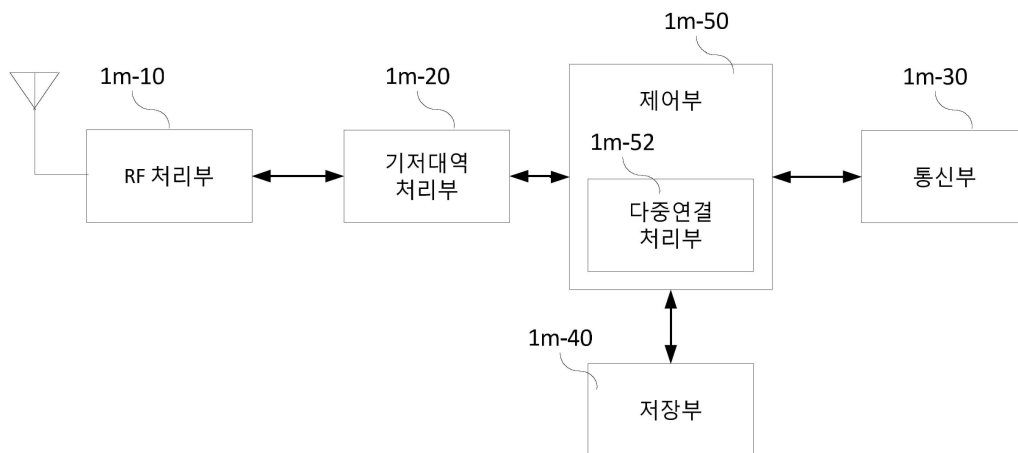 1m-50
1m-10
1m-20
1m-30
제어부
1m-52
RF 처리부
기저대역
처리부
다중연결
처리부
통신부
1m-40
저장부